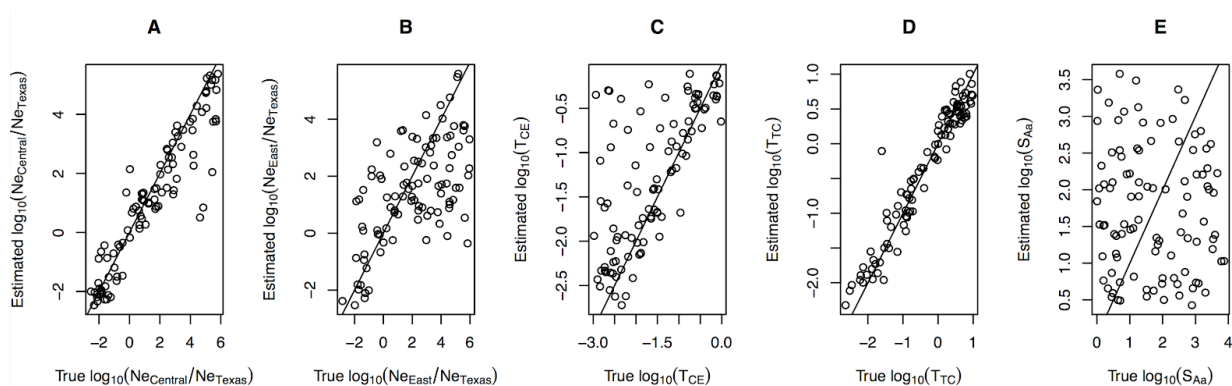 A B C D E
Estimated log10(NeCentral/NeTexas)
4
2
0
−2
−2 0 2 4 6
True log10(NeCentral/NeTexas)
Estimated log10(NeEast/NeTexas)
4
2
0
−2
−2 0 2 4 6
True log10(NeEast/NeTexas)
Estimated log10(TCE)
−0.5
−1.0
−1.5
−2.0
−2.5
−3.0 −1.5 0.0
True log10(TCE)
Estimated log10(TTC)
1.0
0.5
0.0
−1.0
−2.0
−2 −1 0 1
True log10(TTC)
Estimated log10(SAa)
3.5
3.0
2.5
2.0
1.5
1.0
0.5
0 1 2 3 4
True log10(SAa)